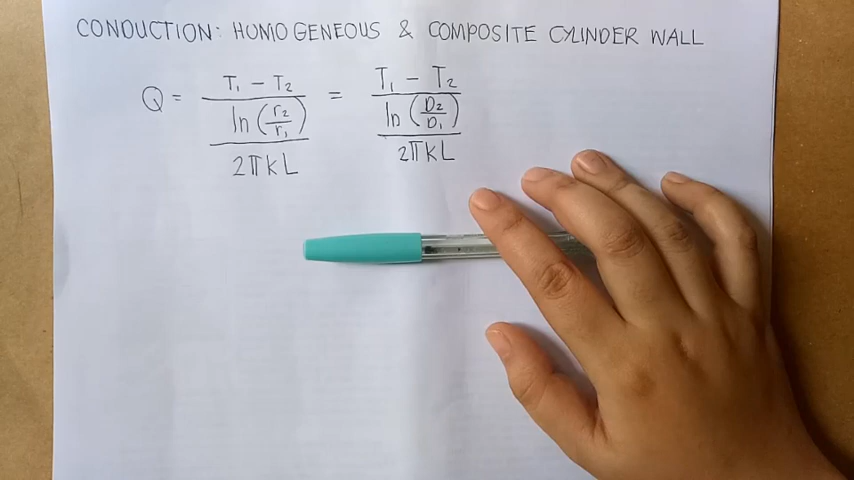 CONDUCTION: HOMOGENEOUS & COMPOSITE CYLINDER WALL
Q = (T₁ - T₂) / (ln(r₂/r₁) / 2πkL) = (T₁ - T₂) / (ln(D₂/D₁) / 2πkL)